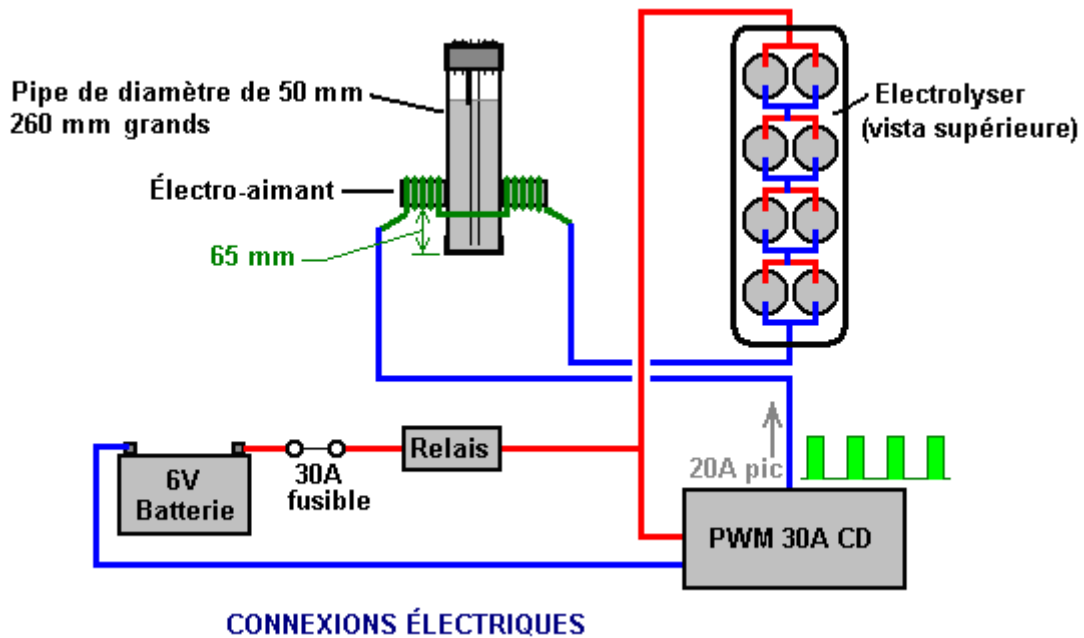 Pipe de diamètre de 50 mm
260 mm grands
Electrolyser
(vista supérieure)
Électro-aimant
65 mm
Relais
20A pic
30A
fusible
6V
Batterie
PWM 30A CD
CONNEXIONS ÉLECTRIQUES